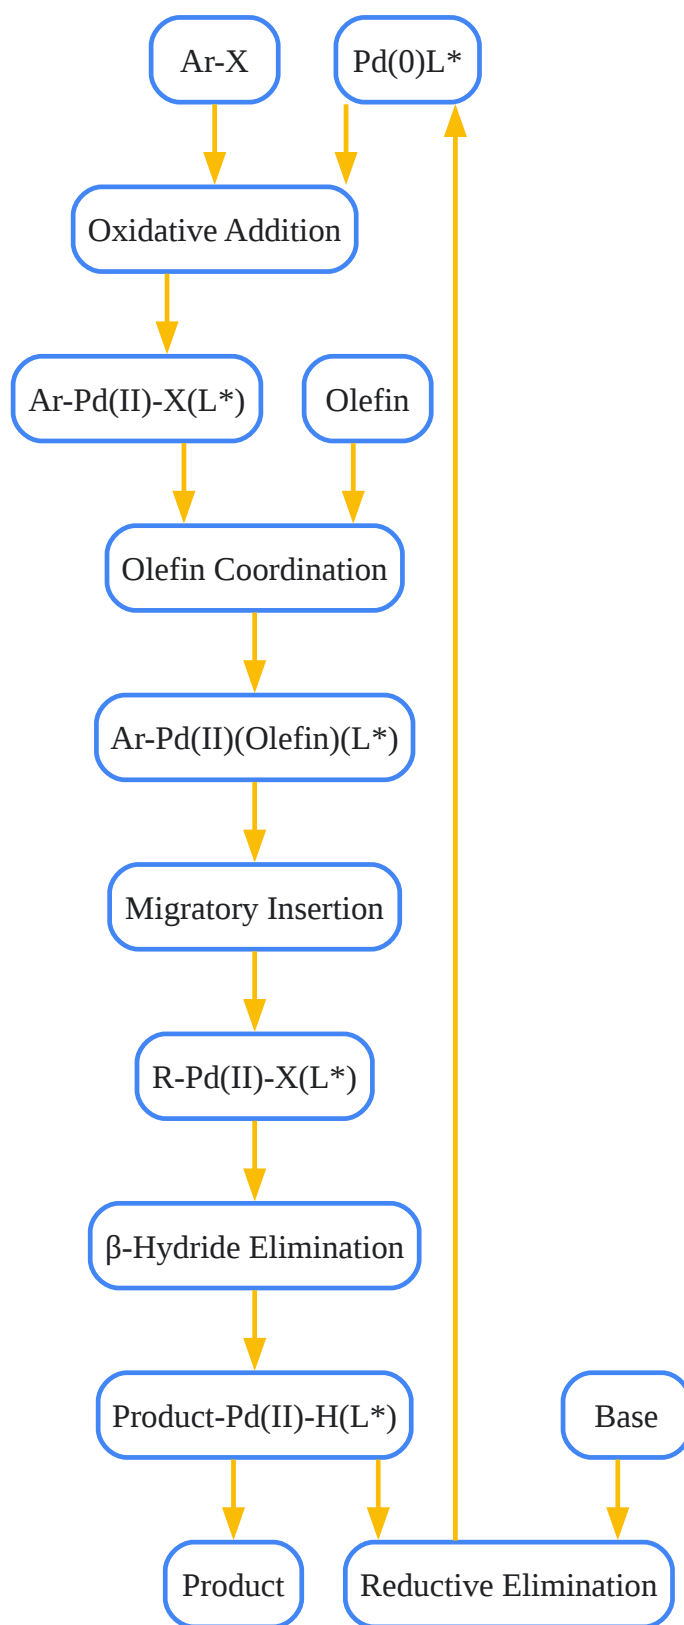 Ar-X
Pd(0)L*
Oxidative Addition
Ar-Pd(II)-X(L*)
Olefin
Olefin Coordination
Ar-Pd(II)(Olefin)(L*)
Migratory Insertion
R-Pd(II)-X(L*)
β-Hydride Elimination
Product-Pd(II)-H(L*)
Base
Product
Reductive Elimination